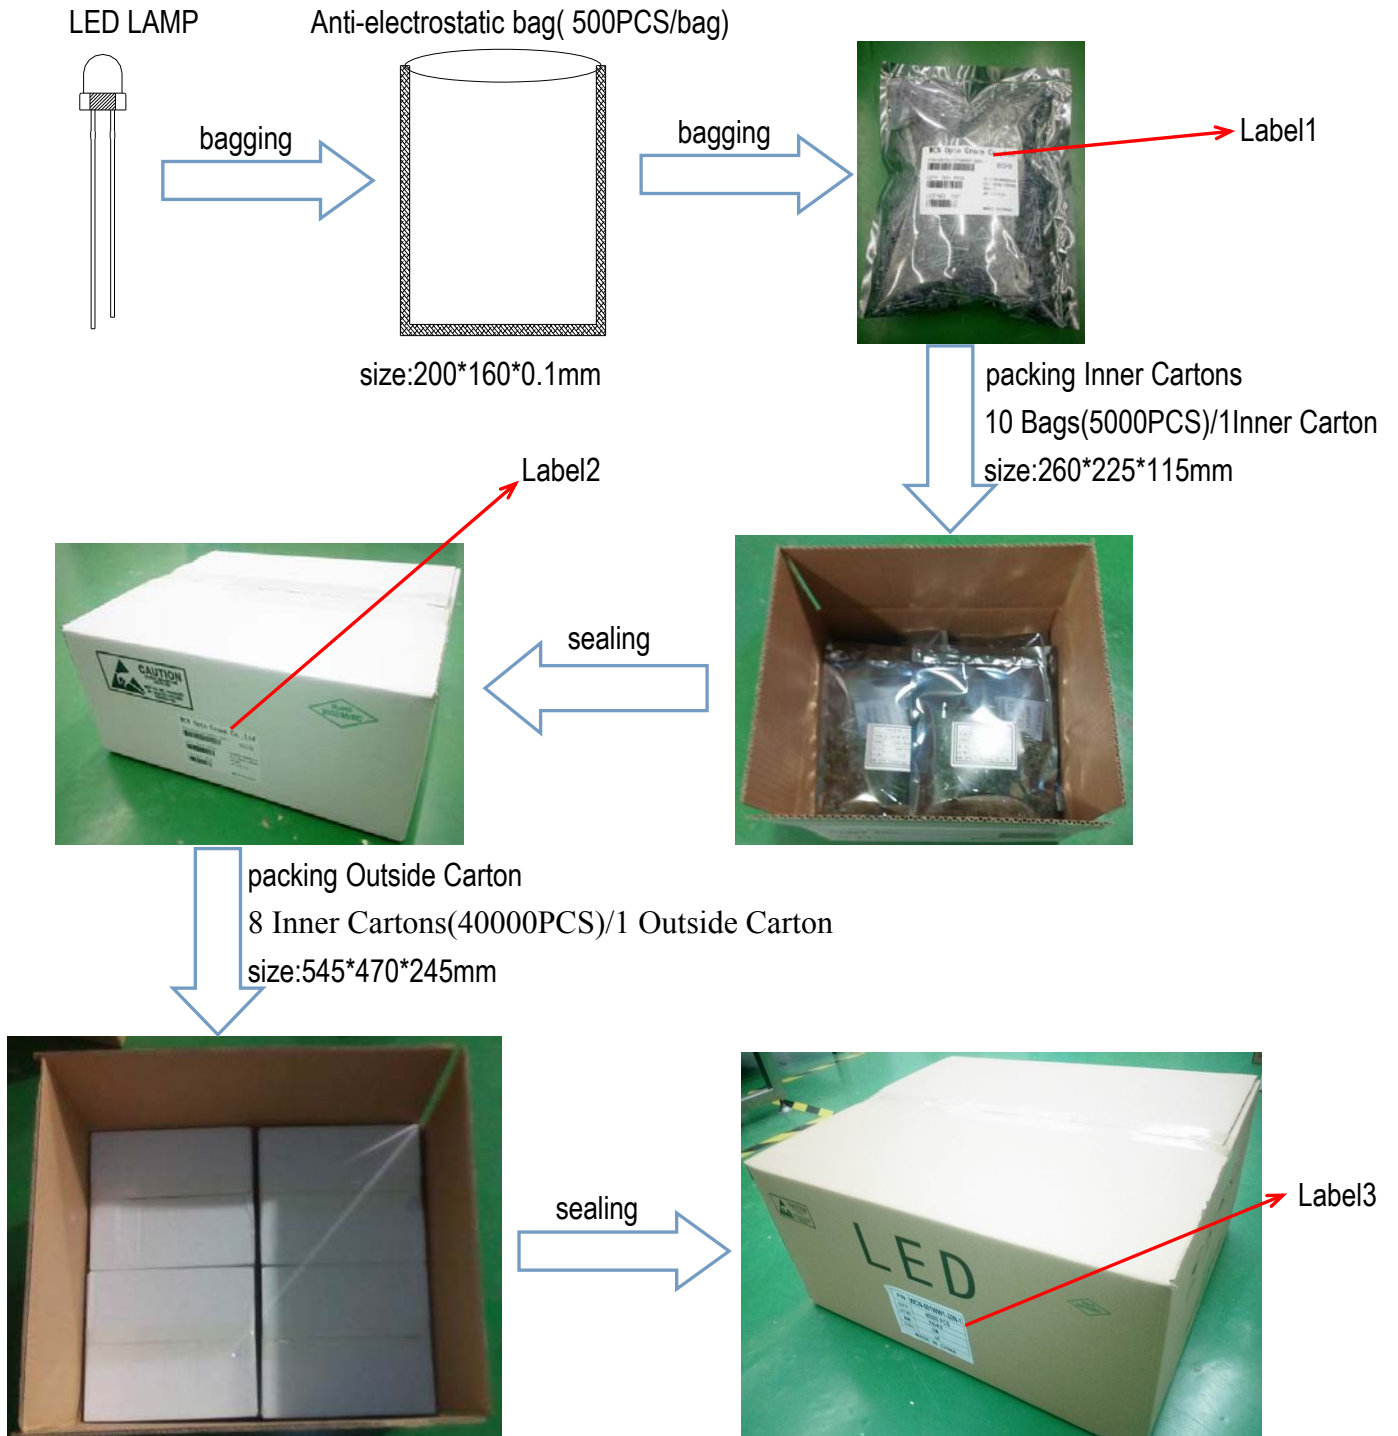 LED LAMP
Anti-electrostatic bag( 500PCS/bag)
bagging
bagging
Label1
size:200*160*0.1mm
packing Inner Cartons
10 Bags(5000PCS)/1Inner Carton
size:260*225*115mm
Label2
sealing
CAUTION
packing Outside Carton
8 Inner Cartons(40000PCS)/1 Outside Carton
size:545*470*245mm
sealing
Label3
LED